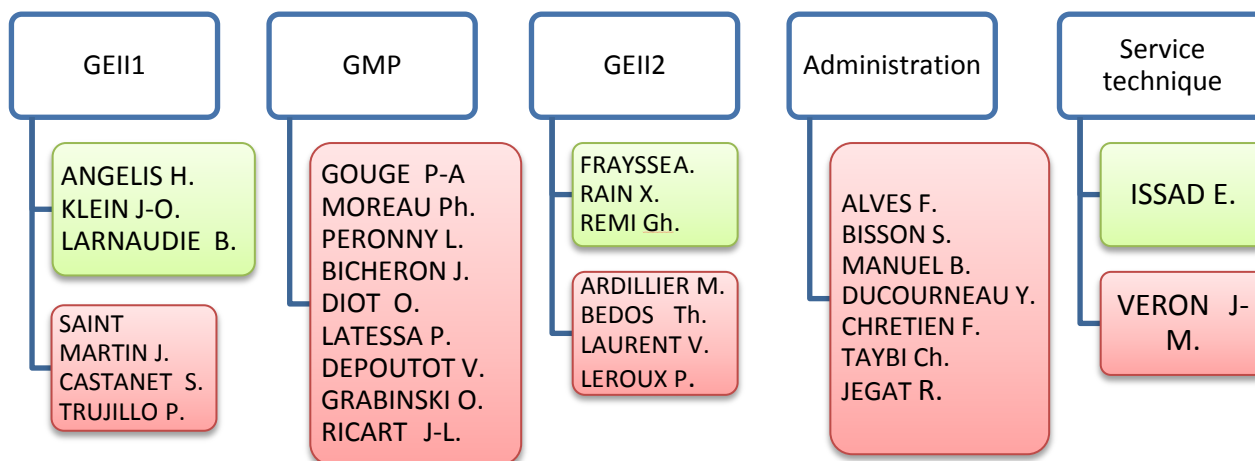 GEII1
ANGELIS H.
KLEIN J-O.
LARNAUDIE B.
SAINT
MARTIN J.
CASTANET S.
TRUJILLO P.
GMP
GOUGE P-A
MOREAU Ph.
PERONNY L.
BICHERON J.
DIOT O.
LATESSA P.
DEPOUTOT V.
GRABINSKI O.
RICART J-L.
GEII2
FRAYSSEA.
RAIN X.
REMI Gh.
ARDILLIER M.
BEDOS Th.
LAURENT V.
LEROUX P.
Administration
ALVES F.
BISSON S.
MANUEL B.
DUCOURNEAU Y.
CHRETIEN F.
TAYBI Ch.
JEGAT R.
Service
technique
ISSAD E.
VERON J-
M.